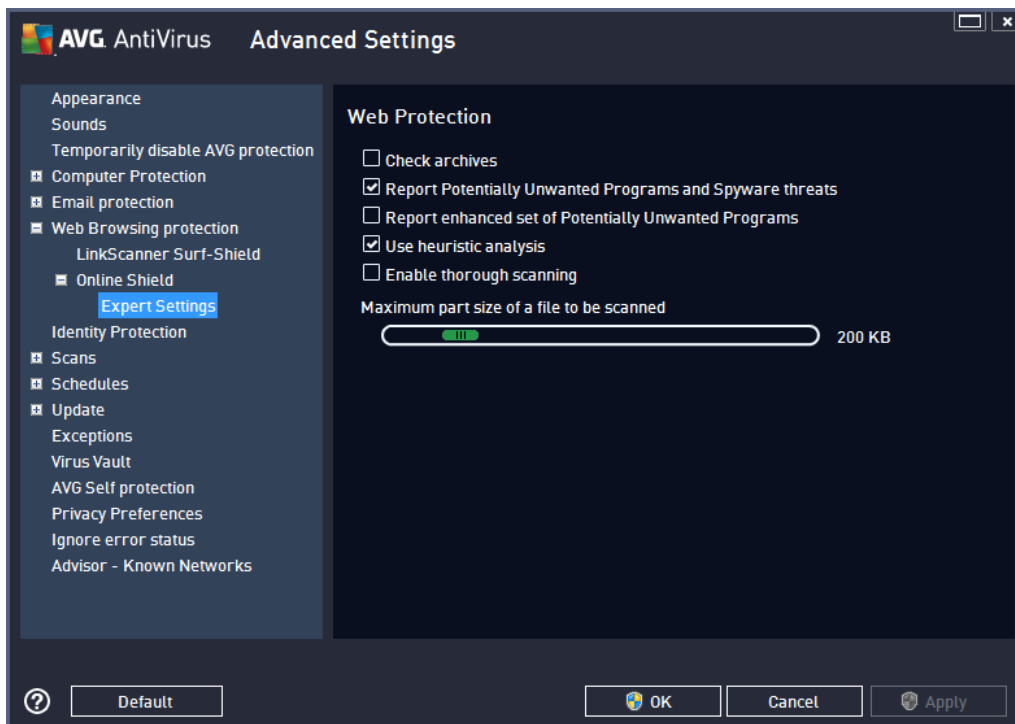 AVG AntiVirus Advanced Settings
Appearance
Sounds
Temporarily disable AVG protection
Computer Protection
Email protection
Web Browsing protection
LinkScanner Surf-Shield
Online Shield
Expert Settings
Identity Protection
Scans
Schedules
Update
Exceptions
Virus Vault
AVG Self protection
Privacy Preferences
Ignore error status
Advisor - Known Networks
Web Protection
Check archives
Report Potentially Unwanted Programs and Spyware threats
Report enhanced set of Potentially Unwanted Programs
Use heuristic analysis
Enable thorough scanning
Maximum part size of a file to be scanned
200 KB
? Default OK Cancel Apply